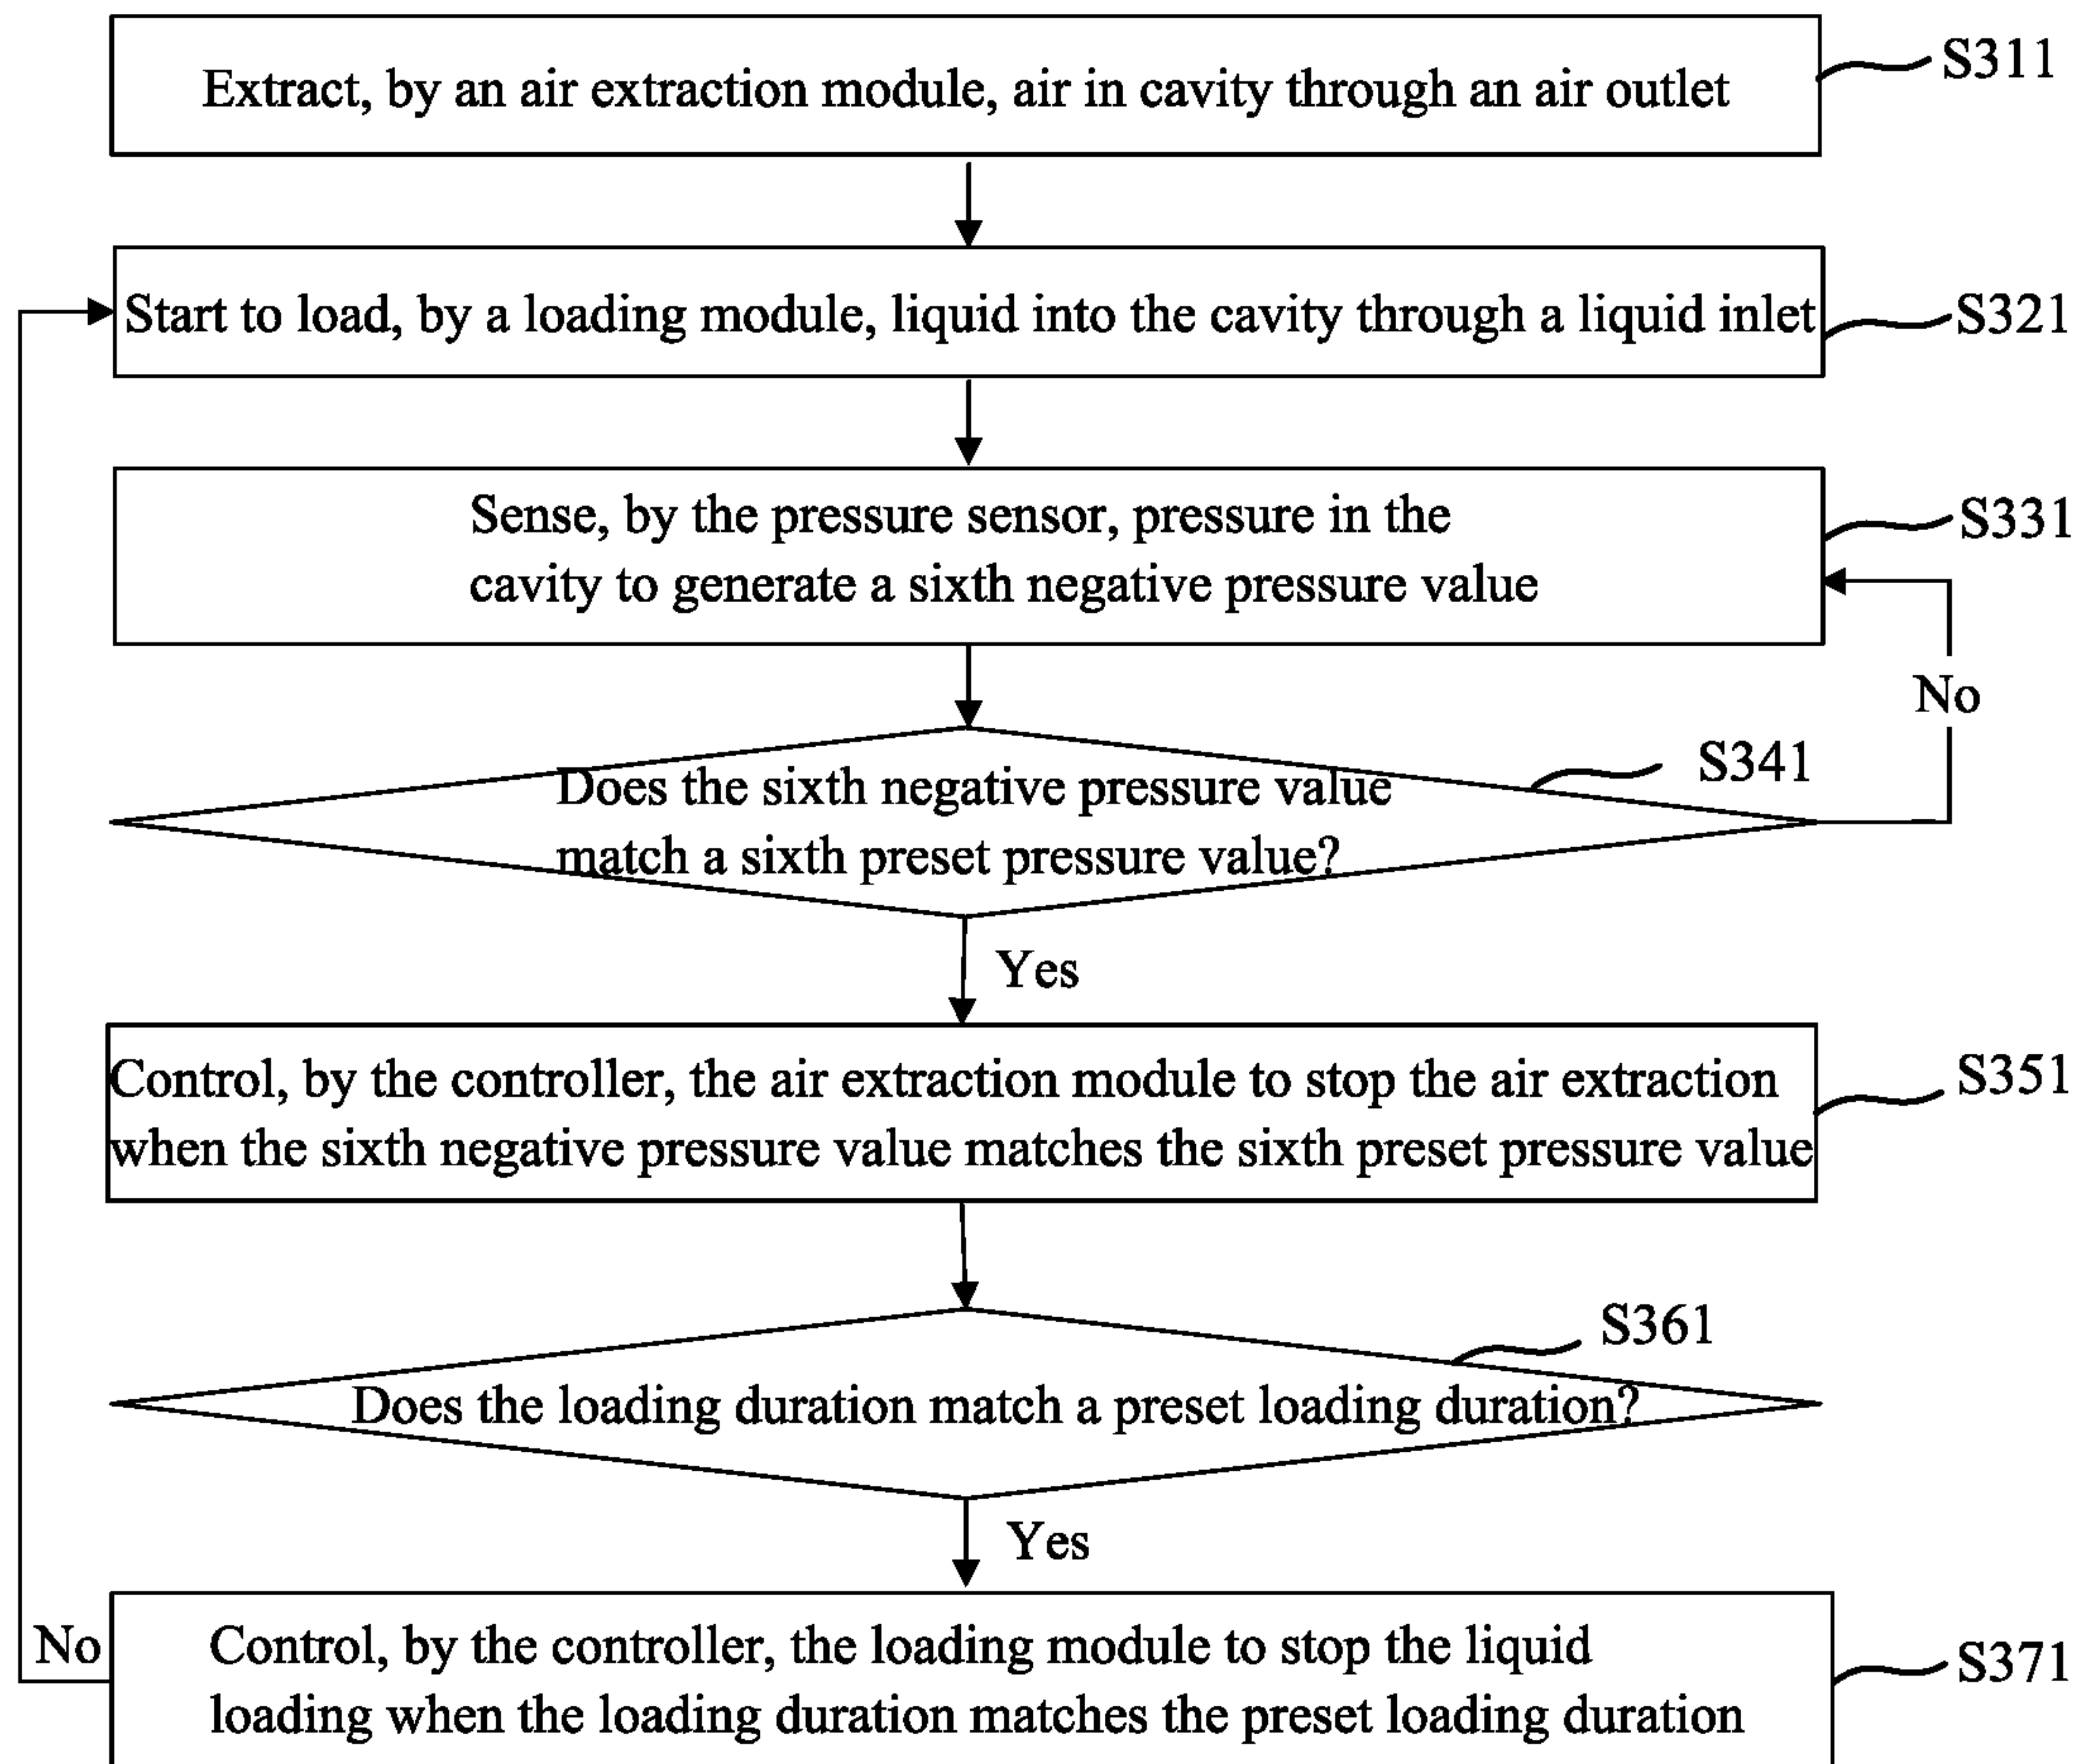 Extract, by an air extraction module, air in cavity through an air outlet
S311
Start to load, by a loading module, liquid into the cavity through a liquid inlet
S321
Sense, by the pressure sensor, pressure in the
cavity to generate a sixth negative pressure value
S331
No
S341
Does the sixth negative pressure value
match a sixth preset pressure value?
Yes
Control, by the controller, the air extraction module to stop the air extraction
when the sixth negative pressure value matches the sixth preset pressure value
S351
S361
Does the loading duration match a preset loading duration?
Yes
No
Control, by the controller, the loading module to stop the liquid
loading when the loading duration matches the preset loading duration
S371